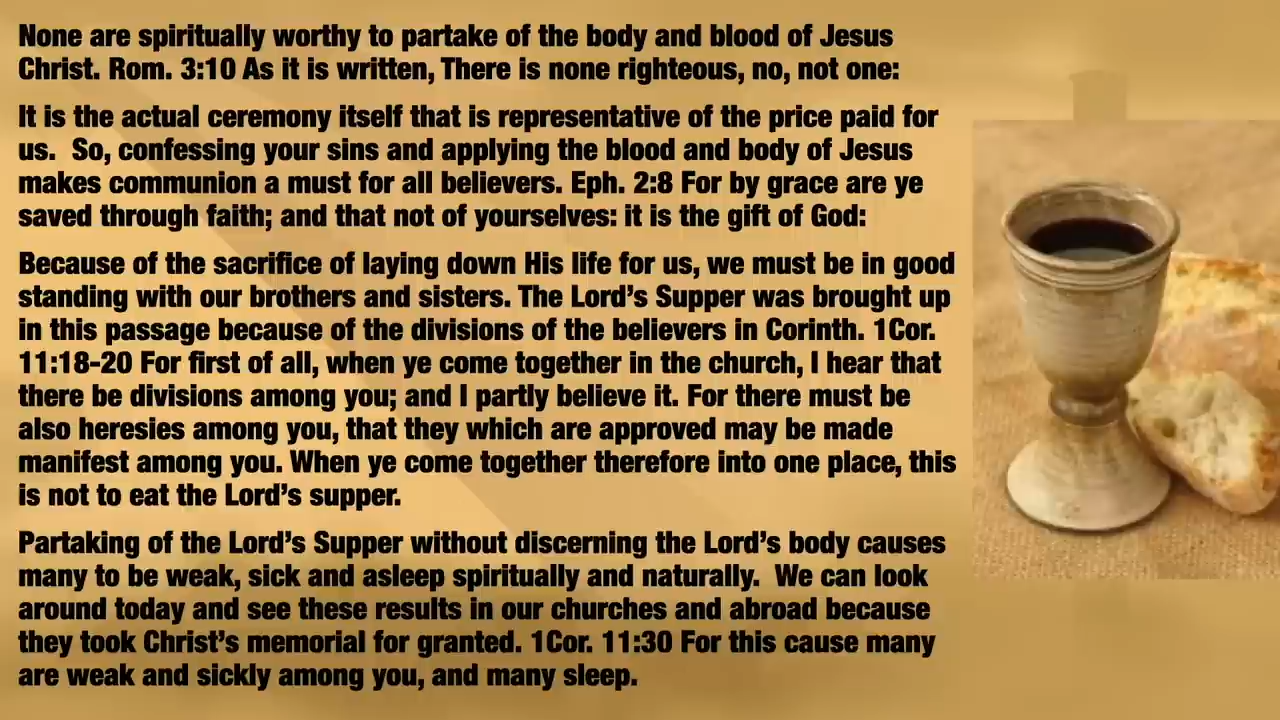 None are spiritually worthy to partake of the body and blood of Jesus
Christ. Rom. 3:10 As it is written, There is none righteous, no, not one:
It is the actual ceremony itself that is representative of the price paid for
us.  So, confessing your sins and applying the blood and body of Jesus
makes communion a must for all believers. Eph. 2:8 For by grace are ye
saved through faith; and that not of yourselves: it is the gift of God:
Because of the sacrifice of laying down His life for us, we must be in good
standing with our brothers and sisters. The Lord’s Supper was brought up
in this passage because of the divisions of the believers in Corinth. 1Cor.
11:18-20 For first of all, when ye come together in the church, I hear that
there be divisions among you; and I partly believe it. For there must be
also heresies among you, that they which are approved may be made
manifest among you. When ye come together therefore into one place, this
is not to eat the Lord’s supper.
Partaking of the Lord’s Supper without discerning the Lord’s body causes
many to be weak, sick and asleep spiritually and naturally.  We can look
around today and see these results in our churches and abroad because
they took Christ’s memorial for granted. 1Cor. 11:30 For this cause many
are weak and sickly among you, and many sleep.